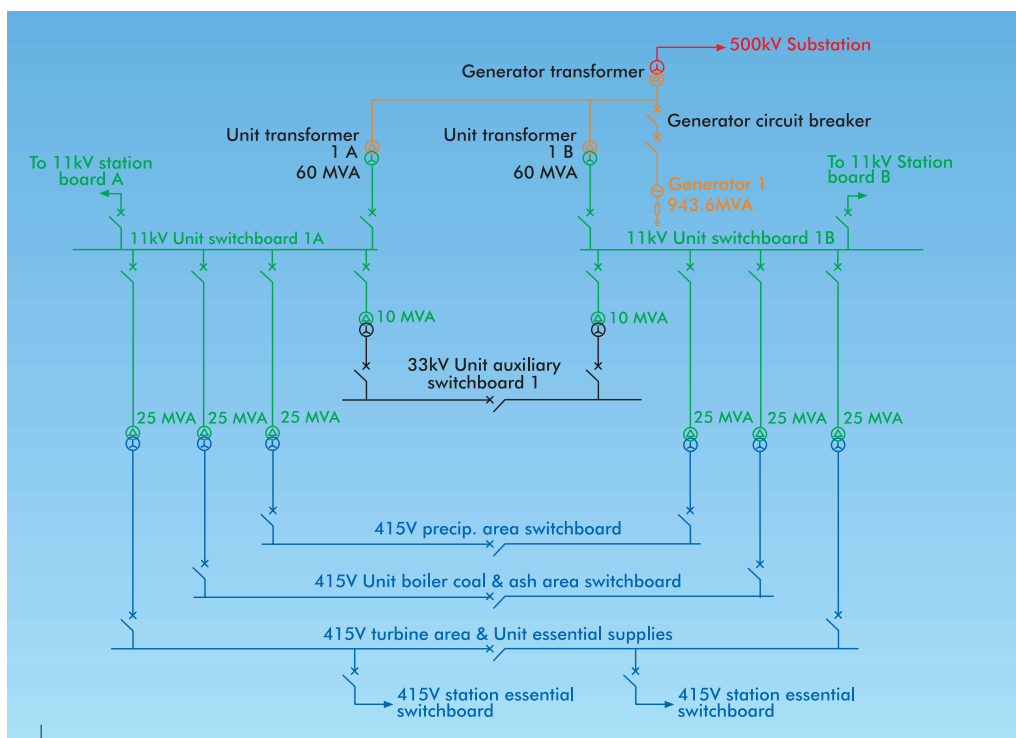 500kV Substation
Generator transformer
Generator circuit breaker
Unit transformer
1 A
60 MVA
Unit transformer
1 B
60 MVA
To 11kV station
board A
To 11kV Station
board B
Generator 1
943.6MVA
11kV Unit switchboard 1A
11kV Unit switchboard 1B
10 MVA
10 MVA
33kV Unit auxiliary
switchboard 1
25 MVA
25 MVA
25 MVA
25 MVA
25 MVA
25 MVA
415V precip. area switchboard
415V Unit boiler coal & ash area switchboard
415V turbine area & Unit essential supplies
415V station essential
switchboard
415V station essential
switchboard